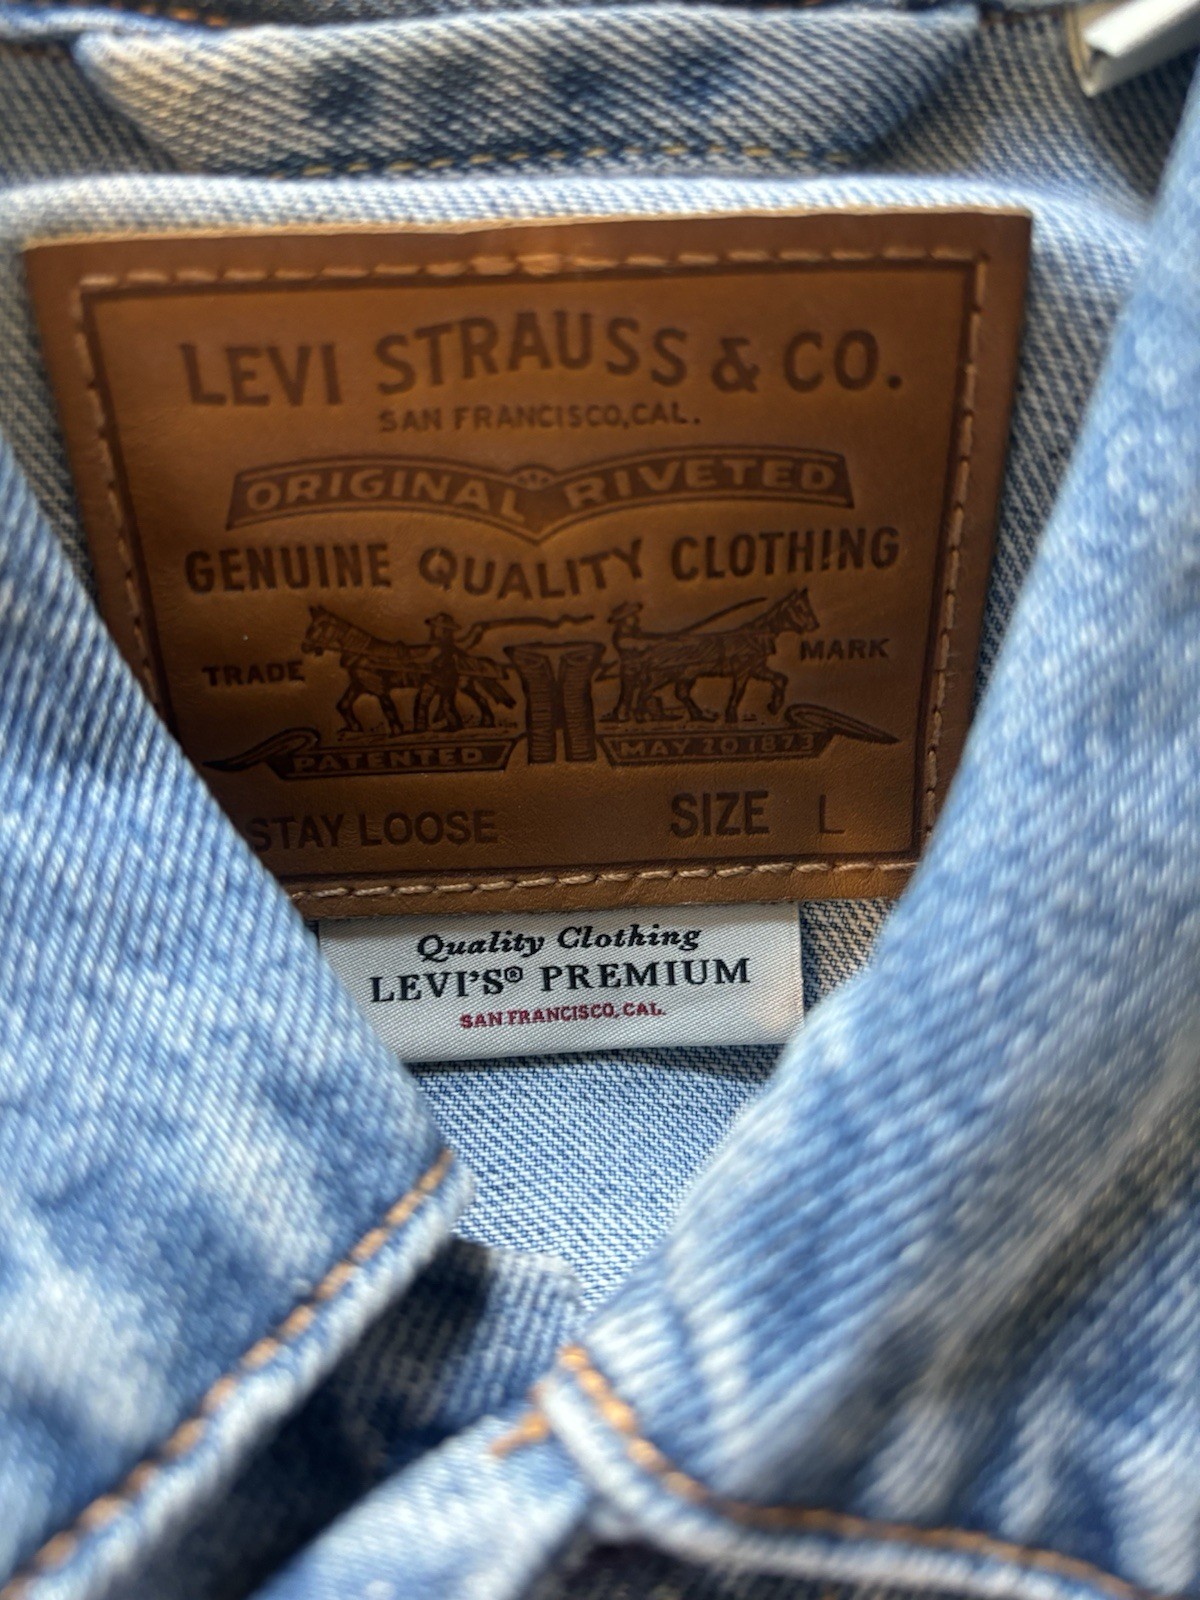 LEVI STRAUSS & CO.
SAN FRANCISCO, CAL.
ORIGINAL RIVETED
GENUINE QUALITY CLOTHING
TRADE MARK
PATENTED MAY 20 1873
STAY LOOSE SIZE L
Quality Clothing
LEVI'S® PREMIUM
SAN FRANCISCO, CAL.